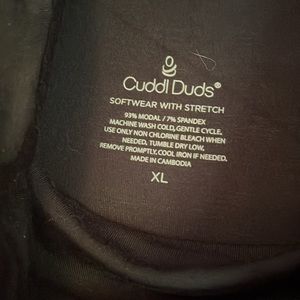 Cuddl Duds®
SOFTWEAR WITH STRETCH
93% MODAL / 7% SPANDEX
MACHINE WASH COLD, GENTLE CYCLE.
USE ONLY NON CHLORINE BLEACH WHEN
NEEDED. TUMBLE DRY LOW.
REMOVE PROMPTLY. COOL IRON IF NEEDED.
MADE IN CAMBODIA
XL